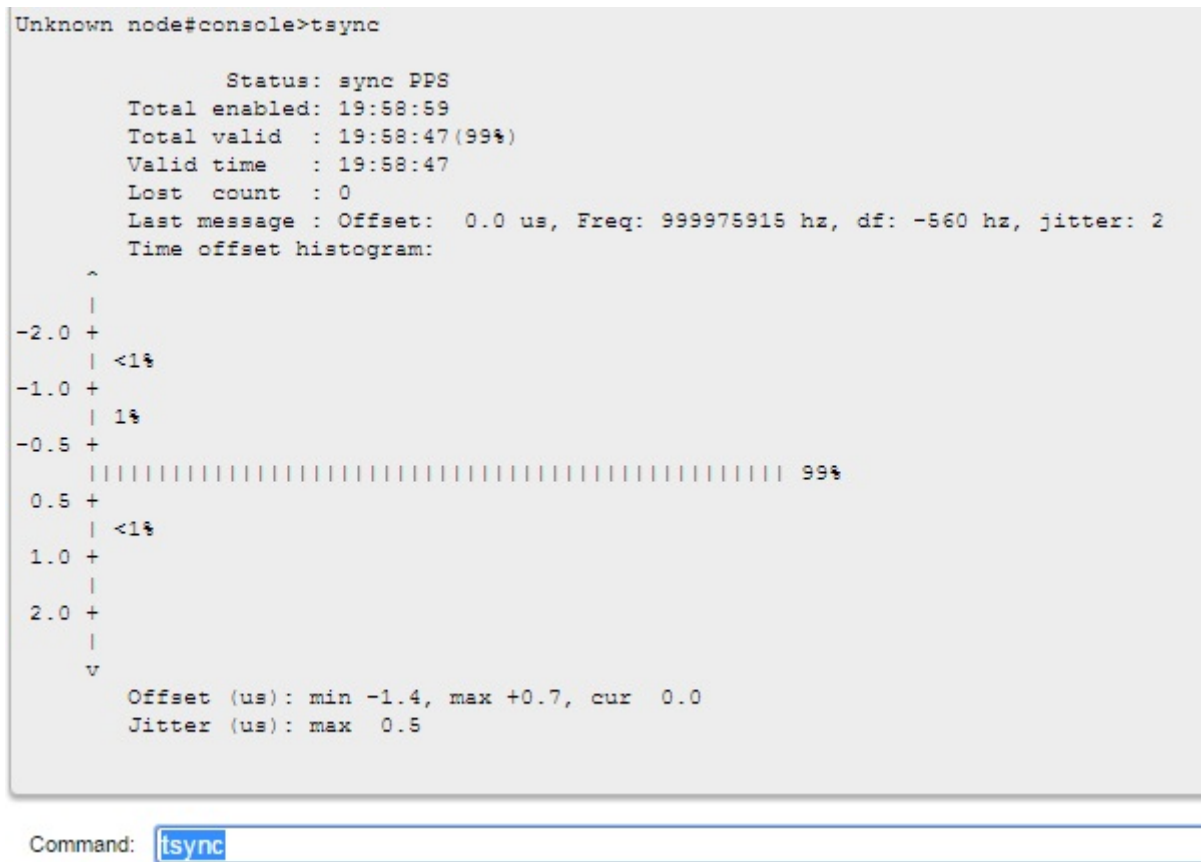 Unknown node#console>tsync
Status: sync PPS
Total enabled: 19:58:59
Total valid : 19:58:47(99%)
Valid time : 19:58:47
Lost count : 0
Last message : Offset: 0.0 us, Freq: 999975915 hz, df: -560 hz, jitter: 2
Time offset histogram:
^
|
-2.0 +
| <1%
-1.0 +
| 1%
-0.5 +
|||||||||||||||||||||||||||||||||||||||||||||||||| 99%
0.5 +
| <1%
1.0 +
|
2.0 +
|
v
Offset (us): min -1.4, max +0.7, cur 0.0
Jitter (us): max 0.5
Command: tsync